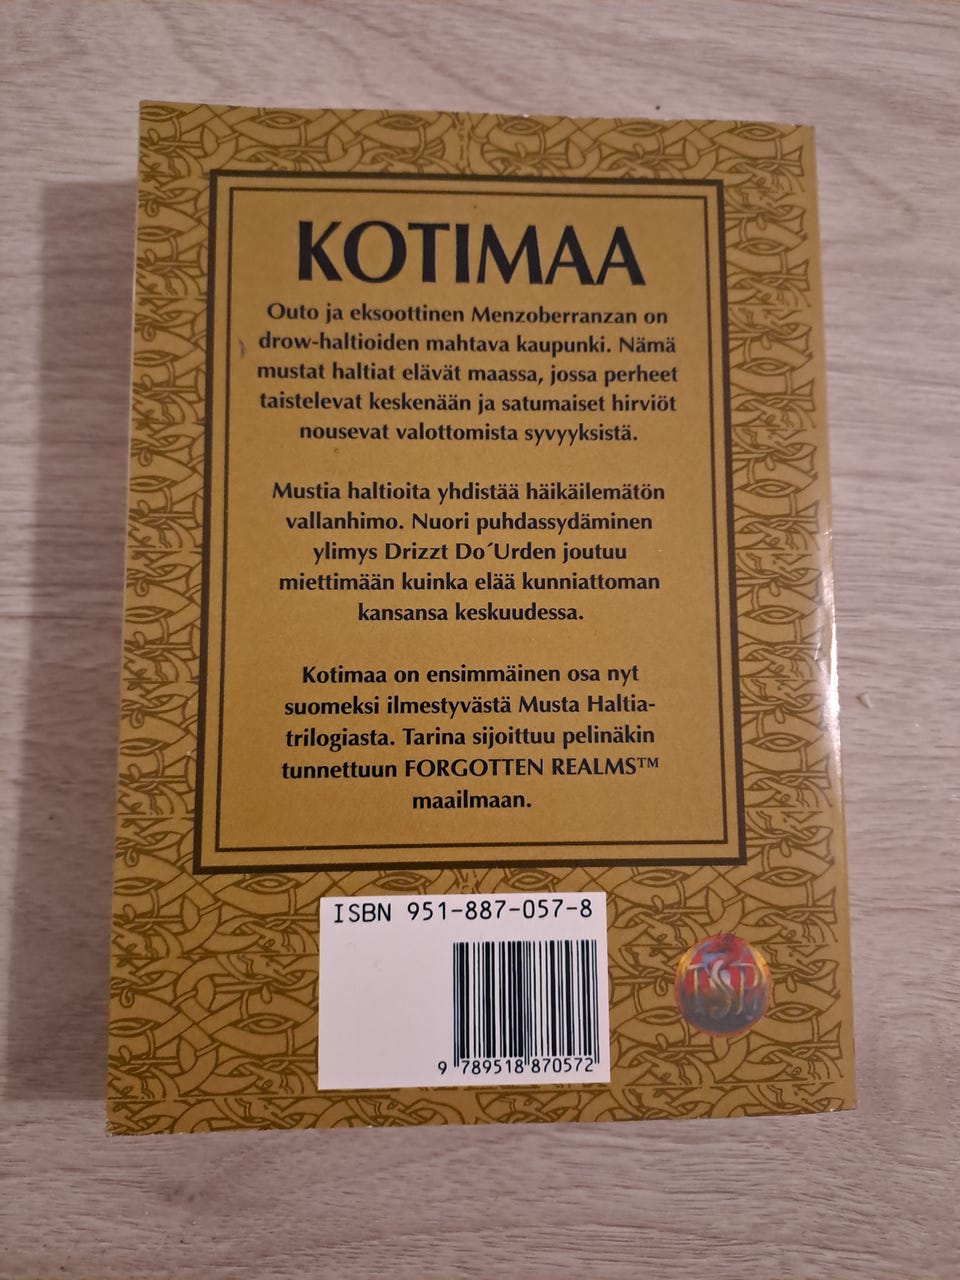 KOTIMAA
Outo ja eksoottinen Menzoberranzan on
drow-haltioiden mahtava kaupunki. Nämä
mustat haltiat elävät maassa, jossa perheet
taistelevat keskenään ja satumaiset hirviöt
nousevat valottomista syvyyksistä.
Mustia haltioita yhdistää häikäilemätön
vallanhimo. Nuori puhdassydäminen
ylimys Drizzt Do´Urden joutuu
miettimään kuinka elää kunniattoman
kansansa keskuudessa.
Kotimaa on ensimmäinen osa nyt
suomeksi ilmestyvästä Musta Haltia-
trilogiasta. Tarina sijoittuu pelinäkin
tunnettuun FORGOTTEN REALMS™
maailmaan.
ISBN 951-887-057-8
TSR
9 789518 870572